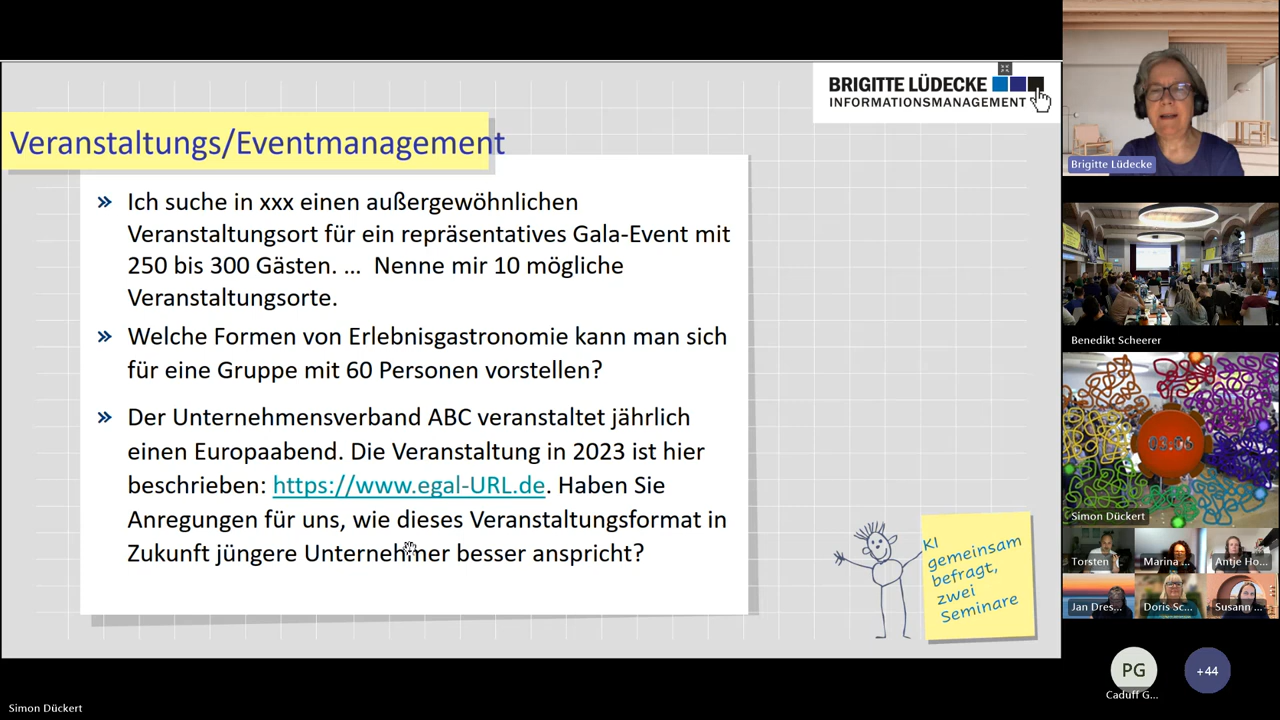 BRIGITTE LÜDECKE
INFORMATIONSMANAGEMENT
Veranstaltungs/Eventmanagement
» Ich suche in xxx einen außergewöhnlichen
Veranstaltungsort für ein repräsentatives Gala-Event mit
250 bis 300 Gästen. … Nenne mir 10 mögliche
Veranstaltungsorte.
» Welche Formen von Erlebnisgastronomie kann man sich
für eine Gruppe mit 60 Personen vorstellen?
» Der Unternehmensverband ABC veranstaltet jährlich
einen Europaabend. Die Veranstaltung in 2023 ist hier
beschrieben: https://www.egal-URL.de. Haben Sie
Anregungen für uns, wie dieses Veranstaltungsformat in
Zukunft jüngere Unternehmer besser anspricht?
KI
gemeinsam
befragt,
zwei
Seminare
Brigitte Lüdecke
Benedikt Scheerer
03:06
Simon Dückert
Torsten (...
Marina ...
Antje Ho...
Jan Dres...
Doris Sc...
Susann ...
PG
+44
Caduff G...
Simon Dückert